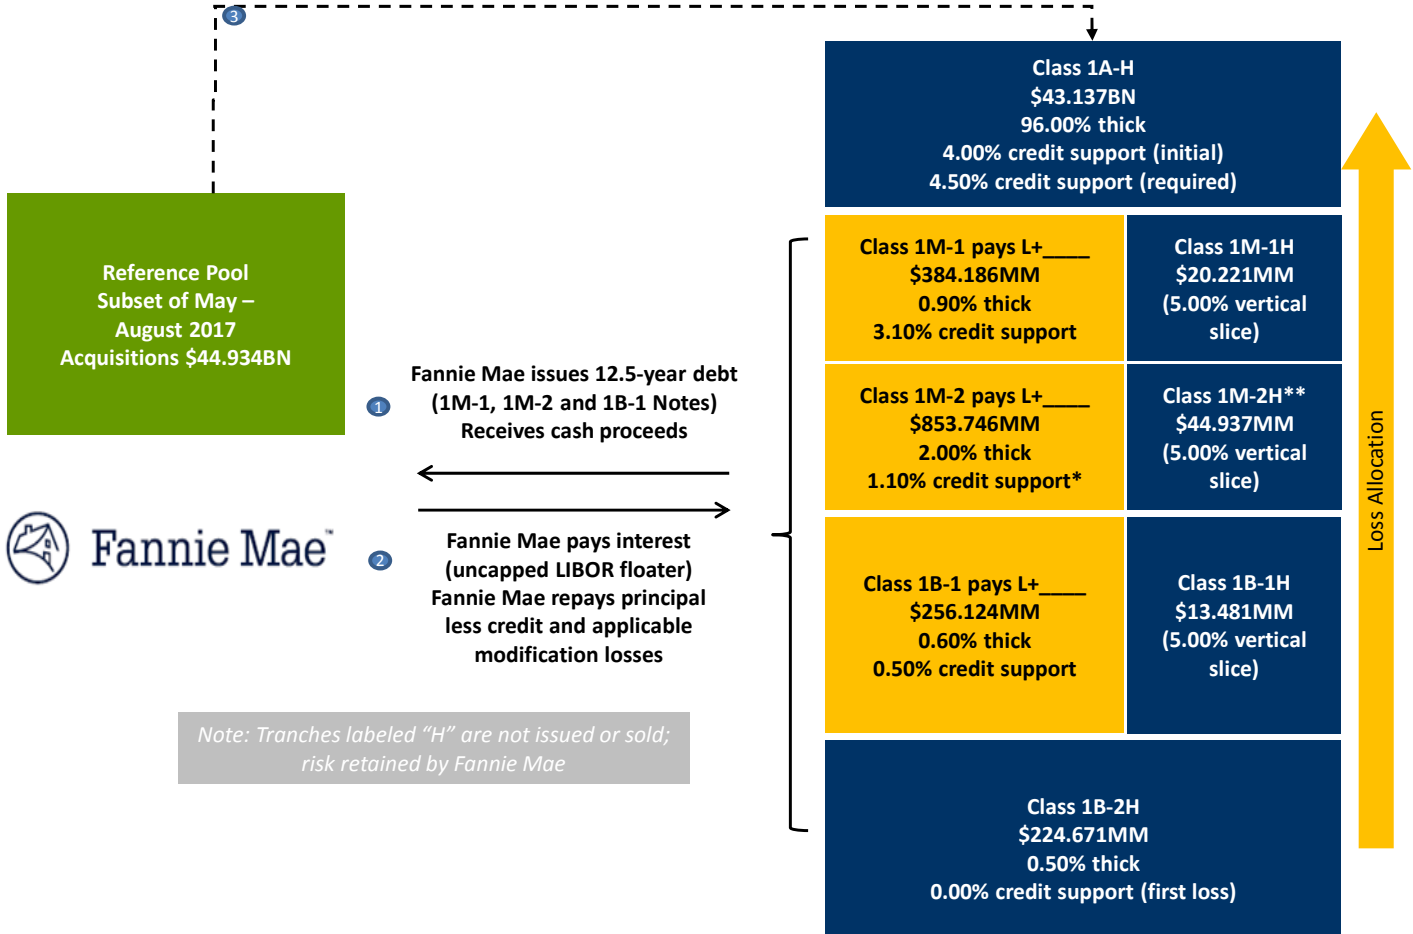 3
Class 1A-H
$43.137BN
96.00% thick
4.00% credit support (initial)
4.50% credit support (required)
Reference Pool
Subset of May –
August 2017
Acquisitions $44.934BN
1
Fannie Mae issues 12.5-year debt
(1M-1, 1M-2 and 1B-1 Notes)
Receives cash proceeds
Fannie Mae™
2
Fannie Mae pays interest
(uncapped LIBOR floater)
Fannie Mae repays principal
less credit and applicable
modification losses
Note: Tranches labeled “H” are not issued or sold;
risk retained by Fannie Mae
Class 1M-1 pays L+____
$384.186MM
0.90% thick
3.10% credit support
Class 1M-1H
$20.221MM
(5.00% vertical
slice)
Class 1M-2 pays L+____
$853.746MM
2.00% thick
1.10% credit support*
Class 1M-2H**
$44.937MM
(5.00% vertical
slice)
Class 1B-1 pays L+____
$256.124MM
0.60% thick
0.50% credit support
Class 1B-1H
$13.481MM
(5.00% vertical
slice)
Class 1B-2H
$224.671MM
0.50% thick
0.00% credit support (first loss)
Loss Allocation